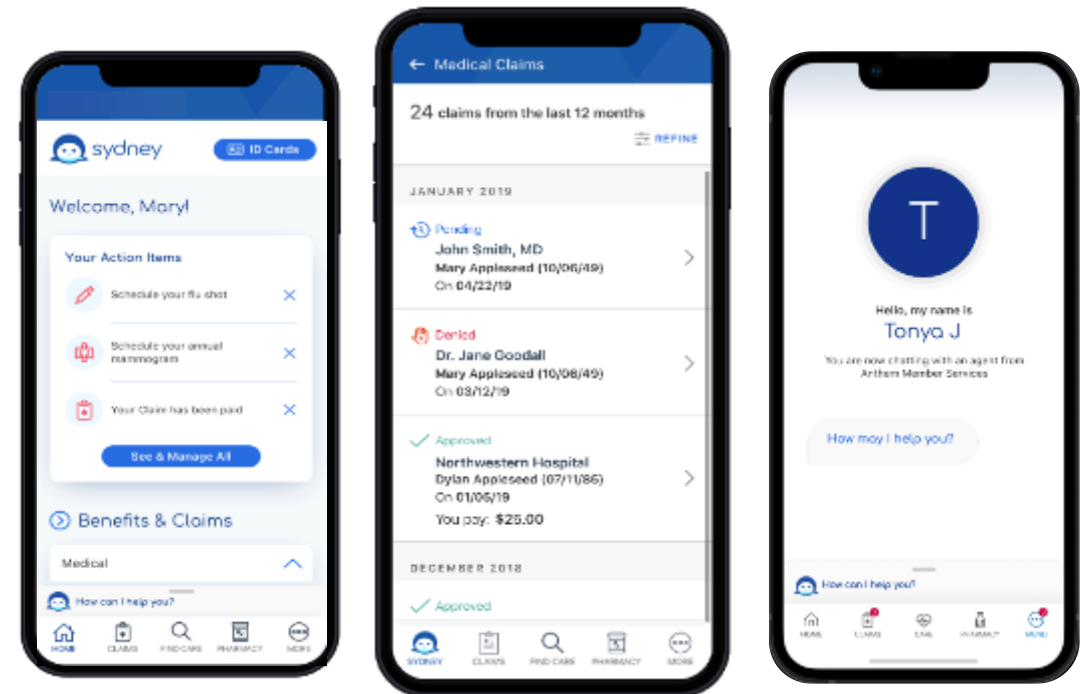 sydney
ID Cards
Welcome, Mary!
Your Action Items
Schedule your flu shot
Schedule your annual
mammogram
Your Claim has been paid
See & Manage All
Benefits & Claims
Medical
How can I help you?
HOME
CLAIMS
FIND CARE
PHARMACY
MORE
Medical Claims
24 claims from the last 12 months
REFINE
JANUARY 2019
Pending
John Smith, MD
Mary Appleseed (10/06/49)
On 04/22/19
Denied
Dr. Jane Goodall
Mary Appleseed (10/06/49)
On 03/12/19
Approved
Northwestern Hospital
Dylan Appleseed (07/11/86)
On 01/06/19
You pay: $25.00
DECEMBER 2018
Approved
SYDNEY
CLAIMS
FIND CARE
PHARMACY
MORE
T
Hello, my name is
Tonya J
You are now chatting with an agent from
Anthem Member Services
How may I help you?
How can I help you?
HOME
CLAIMS
CARE
PHARMACY
MENU